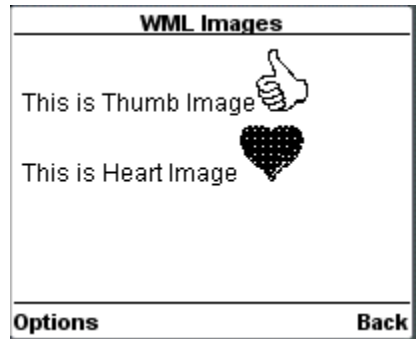 WML Images
This is Thumb Image
This is Heart Image
Options Back